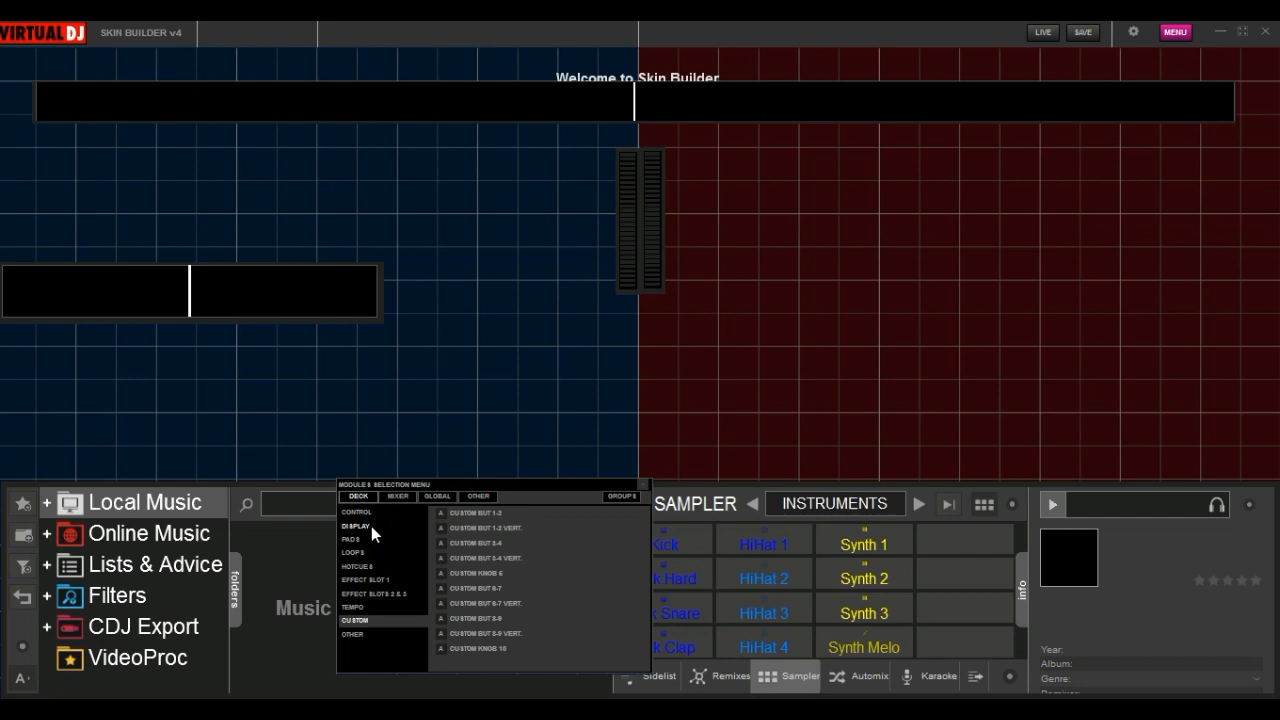 VIRTUAL DJ SKIN BUILDER v4 LIVE SAVE MENU
Welcome to Skin Builder
MODULES SELECTION MENU
DECK MIXER GLOBAL OTHER GROUPS
CONTROL
DISPLAY
PADS
LOOPS
HOTCUES
EFFECT SLOT 1
EFFECT SLOTS 2 & 3
TEMPO
CUSTOM
OTHER
A CUSTOM BUT 1-2
A CUSTOM BUT 1-2 VERT.
A CUSTOM BUT 3-4
A CUSTOM BUT 3-4 VERT.
A CUSTOM KNOB 5
A CUSTOM BUT 6-7
A CUSTOM BUT 6-7 VERT.
A CUSTOM BUT 8-9
A CUSTOM BUT 8-9 VERT.
A CUSTOM KNOB 10
+ Local Music
+ Online Music
+ Lists & Advice
+ Filters
+ CDJ Export
VideoProc
A
folders
Music
SAMPLER INSTRUMENTS
Kick HiHat 1 Synth 1
k Hard HiHat 2 Synth 2
k Snare HiHat 3 Synth 3
k Clap HiHat 4 Synth Melo
Sidelist Remixes Sampler Automix Karaoke
info
Year:
Album:
Genre:
Remixer: